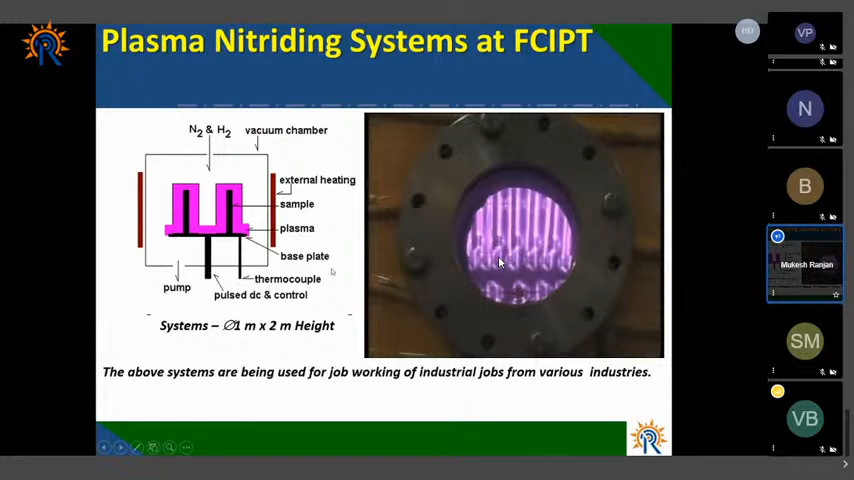 Plasma Nitriding Systems at FCIPT
N2 & H2
vacuum chamber
external heating
sample
plasma
base plate
thermocouple
pump
pulsed dc & control
Systems – ∅1 m x 2 m Height
The above systems are being used for job working of industrial jobs from various industries.
HD
VP
N
B
Mukesh Ranjan
SM
VB